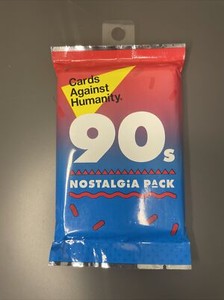 Cards
Against
Humanity.
90s
NOSTALGiA PACK